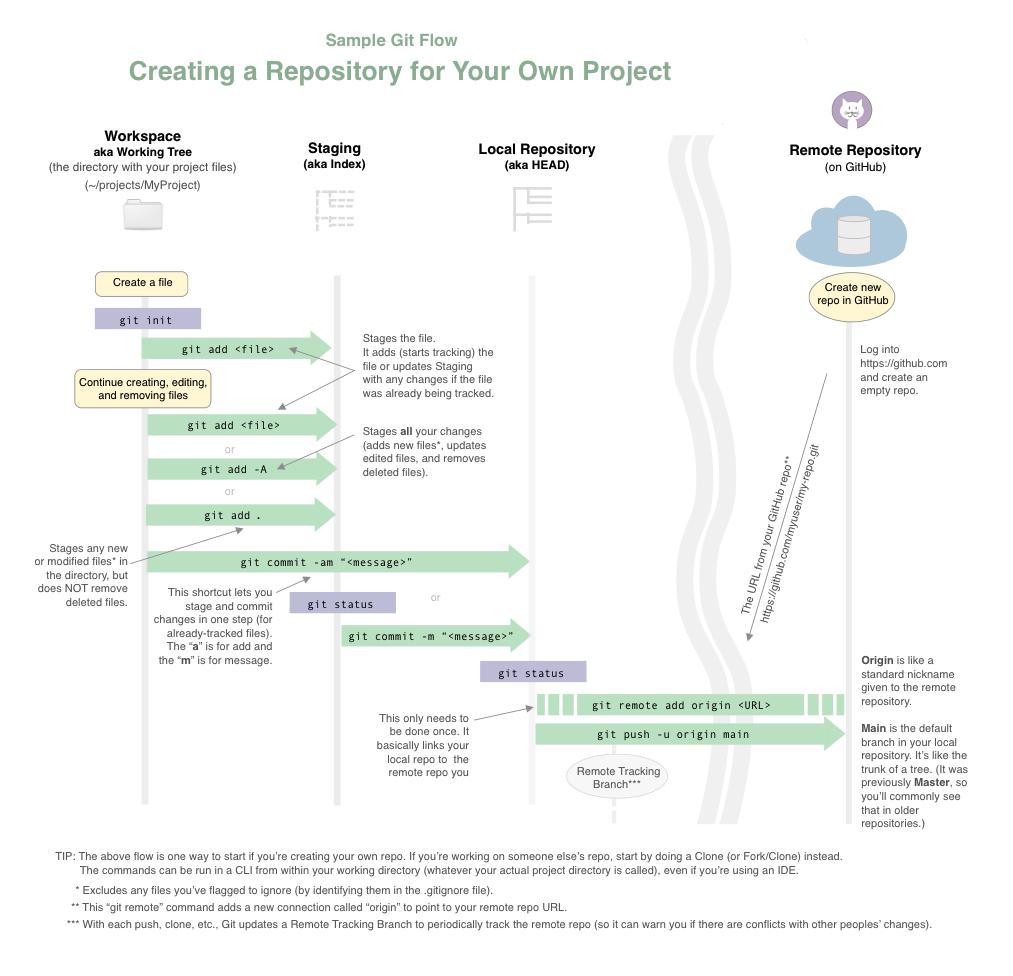 Sample Git Flow
Creating a Repository for Your Own Project
Workspace
aka Working Tree
(the directory with your project files)
(~/projects/MyProject)
Staging
(aka Index)
Local Repository
(aka HEAD)
Remote Repository
(on GitHub)
Create a file
Create new
repo in GitHub
git init
git add <file>
Stages the file.
It adds (starts tracking) the
file or updates Staging
with any changes if the file
was already being tracked.
Log into
https://github.com
and create an
empty repo.
Continue creating, editing,
and removing files
git add <file>
or
git add -A
or
git add .
Stages all your changes
(adds new files*, updates
edited files, and removes
deleted files).
The URL from your GitHub repo**
https://github.com/myuser/my-repo.git
Stages any new
or modified files* in
the directory, but
does NOT remove
deleted files.
git commit -am “<message>”
This shortcut lets you
stage and commit
changes in one step (for
already-tracked files).
The “a” is for add and
the “m” is for message.
git status
or
git commit -m “<message>”
git status
Origin is like a
standard nickname
given to the remote
repository.
git remote add origin <URL>
This only needs to
be done once. It
basically links your
local repo to the
remote repo you
git push -u origin main
Main is the default
branch in your local
repository. It’s like the
trunk of a tree. (It was
previously Master, so
you’ll commonly see
that in older
repositories.)
Remote Tracking
Branch***
TIP: The above flow is one way to start if you’re creating your own repo. If you’re working on someone else’s repo, start by doing a Clone (or Fork/Clone) instead.
The commands can be run in a CLI from within your working directory (whatever your actual project directory is called), even if you’re using an IDE.
* Excludes any files you’ve flagged to ignore (by identifying them in the .gitignore file).
** This “git remote” command adds a new connection called “origin” to point to your remote repo URL.
*** With each push, clone, etc., Git updates a Remote Tracking Branch to periodically track the remote repo (so it can warn you if there are conflicts with other peoples’ changes).